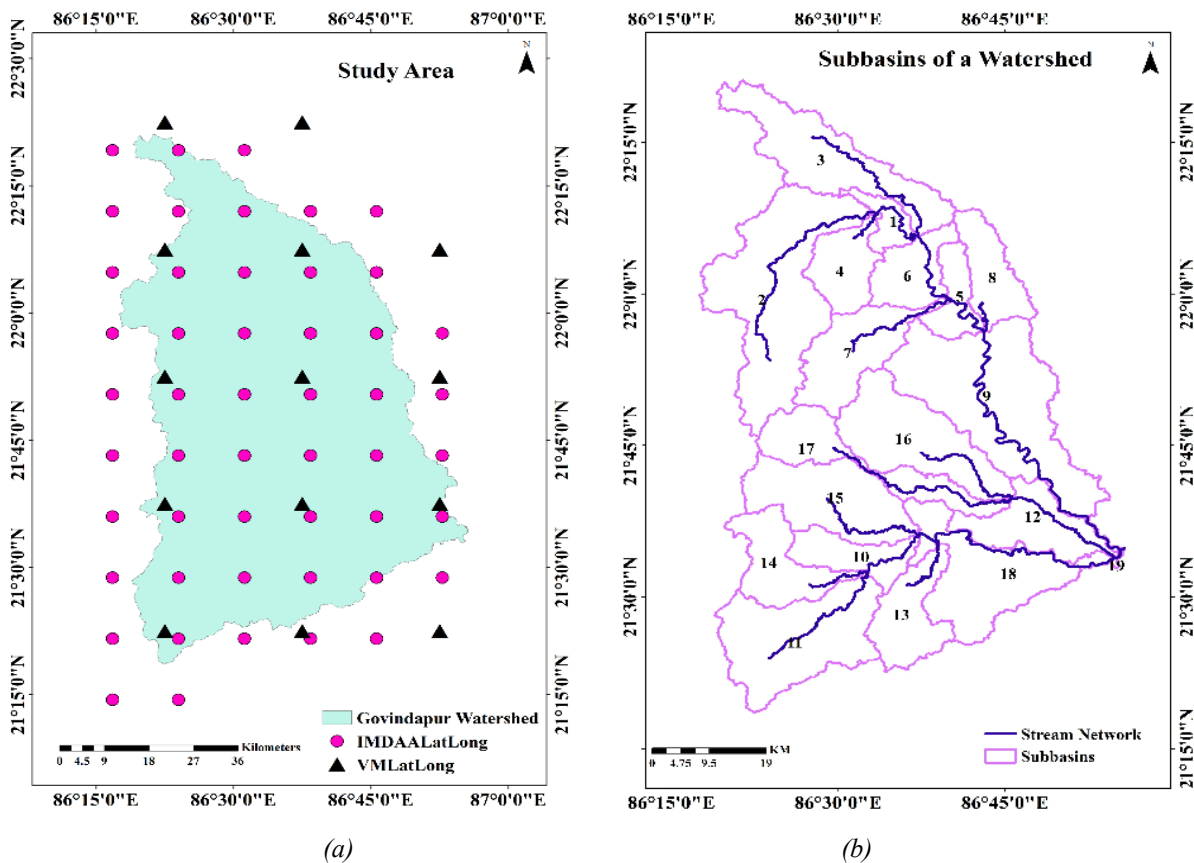 86°15'0"E 86°30'0"E 86°45'0"E 87°0'0"E
N
Study Area
22°30'0"N 22°15'0"N 22°0'0"N 21°45'0"N 21°30'0"N 21°15'0"N
22°30'0"N 22°15'0"N 22°0'0"N 21°45'0"N 21°30'0"N 21°15'0"N
Govindapur Watershed
IMDAALatLong
VMLatLong
Kilometers
0 4.5 9 18 27 36
86°15'0"E 86°30'0"E 86°45'0"E 87°0'0"E
(a)
86°15'0"E 86°30'0"E 86°45'0"E
N
Subbasins of a Watershed
22°15'0"N 22°0'0"N 21°45'0"N 21°30'0"N 21°15'0"N
22°15'0"N 22°0'0"N 21°45'0"N 21°30'0"N 21°15'0"N
3
1
4
6
8
2
5
7
9
16
17
15
12
14
10
19
18
13
11
Stream Network
Subbasins
KM
0 4.75 9.5 19
86°15'0"E 86°30'0"E 86°45'0"E
(b)